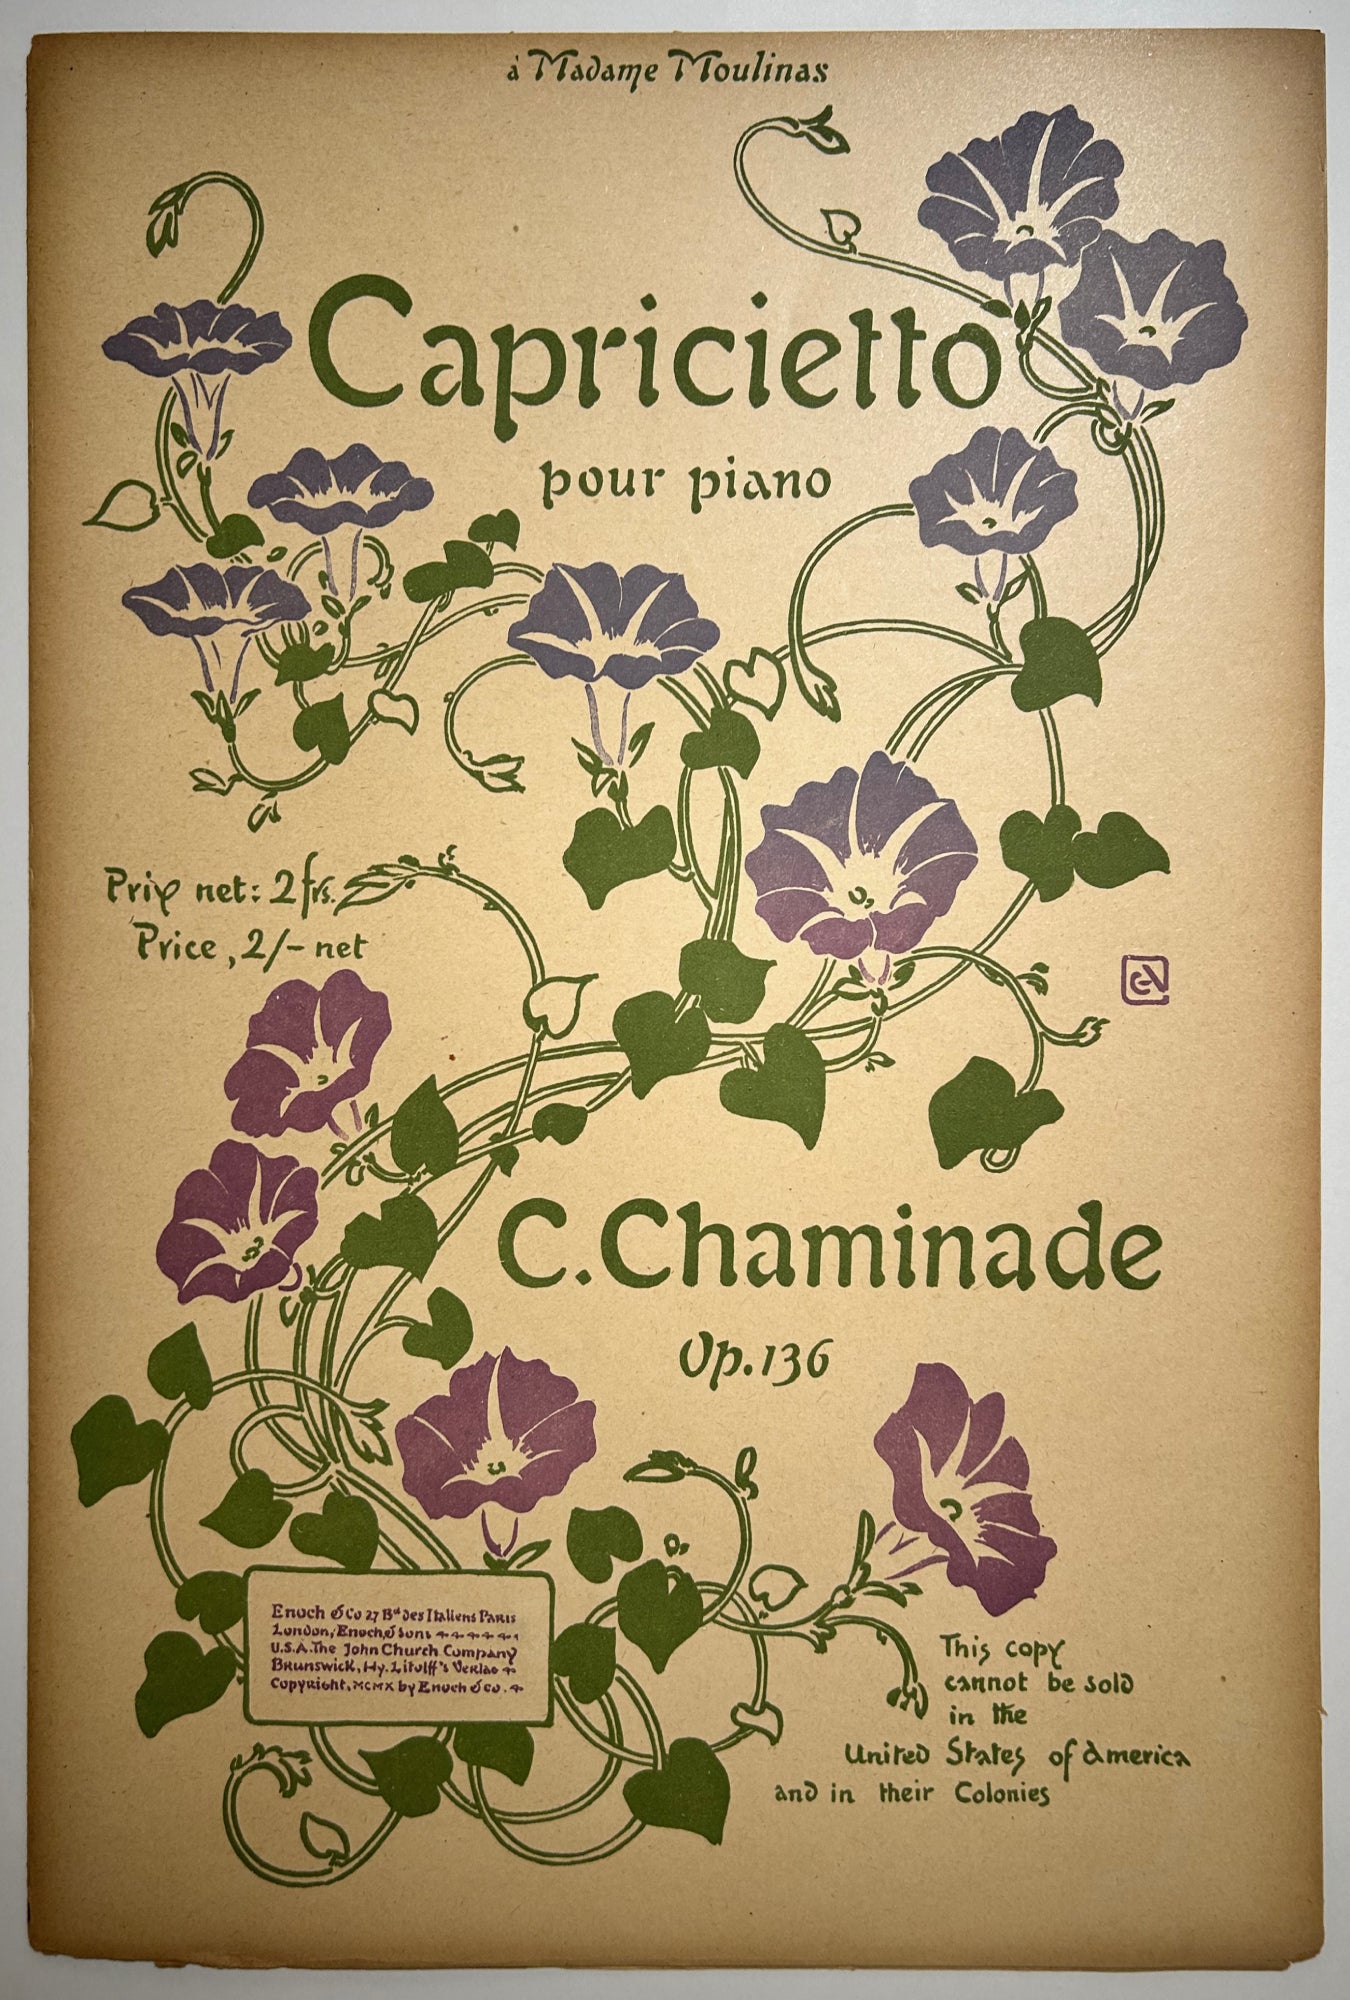 à Madame Moulinas
Capricietto
pour piano
Prix net: 2 frs.
Price, 2/- net
C. Chaminade
Op. 136
Enoch & Co 27 Bd des Italiens Paris
London, Enoch & Sons
U.S.A. The John Church Company
Brunswick, Hy. Litolff's Verlag
Copyright, MCMX by Enoch & Co.
This copy
cannot be sold
in the
United States of America
and in their Colonies